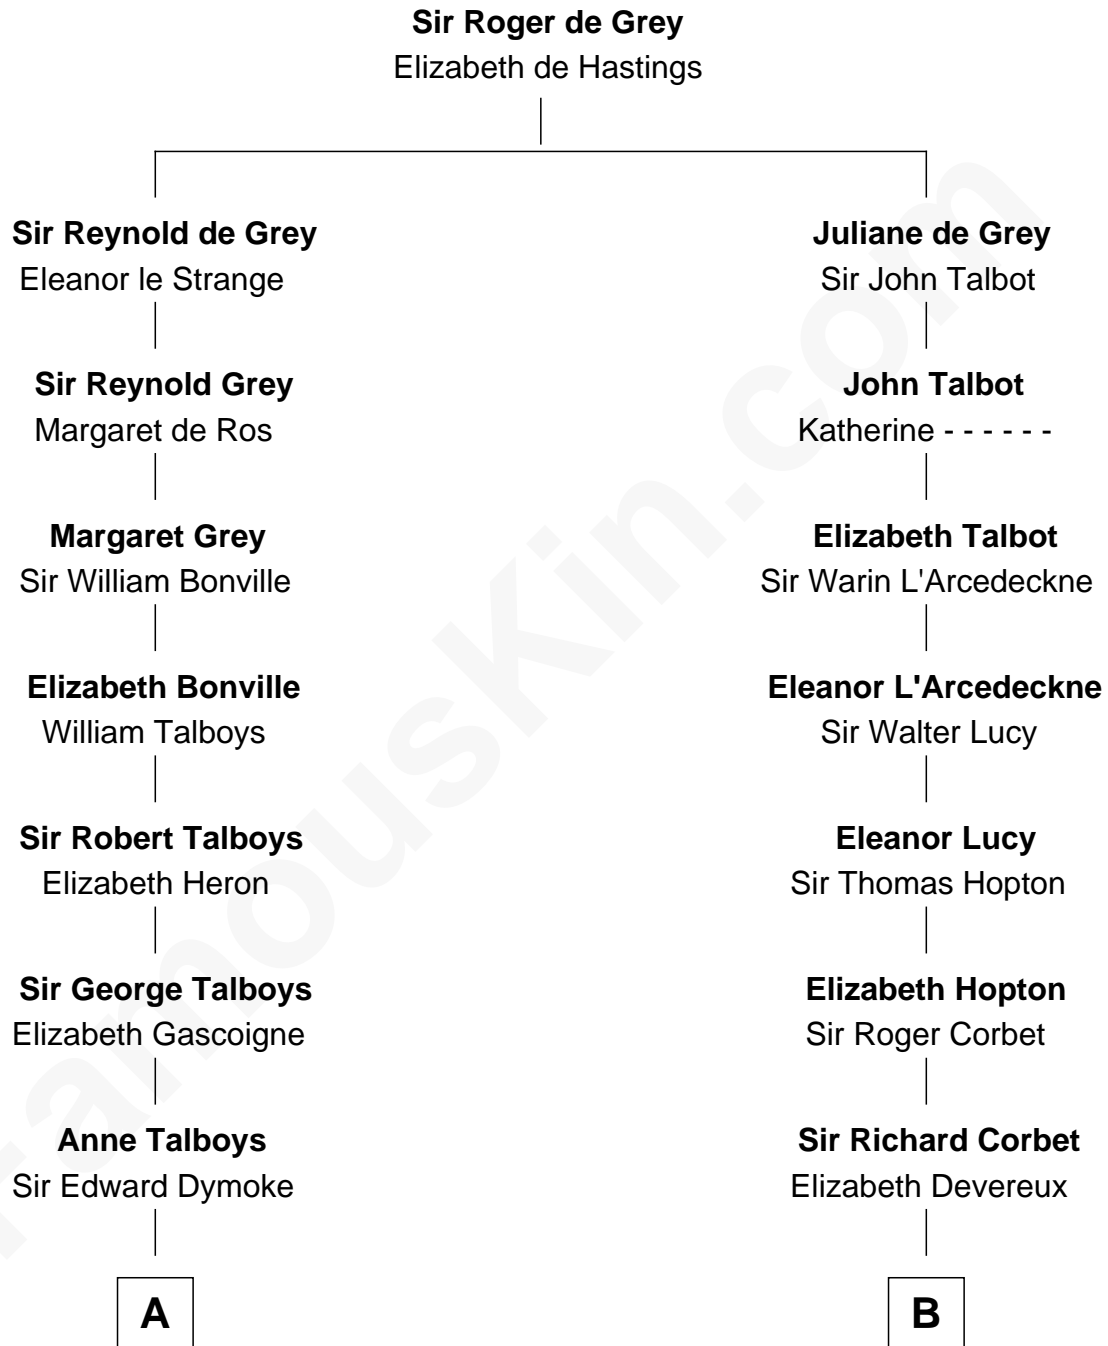 Sir Roger de Grey
Elizabeth de Hastings
Sir Reynold de Grey
Eleanor le Strange
Juliane de Grey
Sir John Talbot
Sir Reynold Grey
Margaret de Ros
John Talbot
Katherine - - - - - -
Margaret Grey
Sir William Bonville
Elizabeth Talbot
Sir Warin L'Arcedeckne
Elizabeth Bonville
William Talboys
Eleanor L'Arcedeckne
Sir Walter Lucy
Sir Robert Talboys
Elizabeth Heron
Eleanor Lucy
Sir Thomas Hopton
Sir George Talboys
Elizabeth Gascoigne
Elizabeth Hopton
Sir Roger Corbet
Anne Talboys
Sir Edward Dymoke
Sir Richard Corbet
Elizabeth Devereux
A
B
FamousKin.com